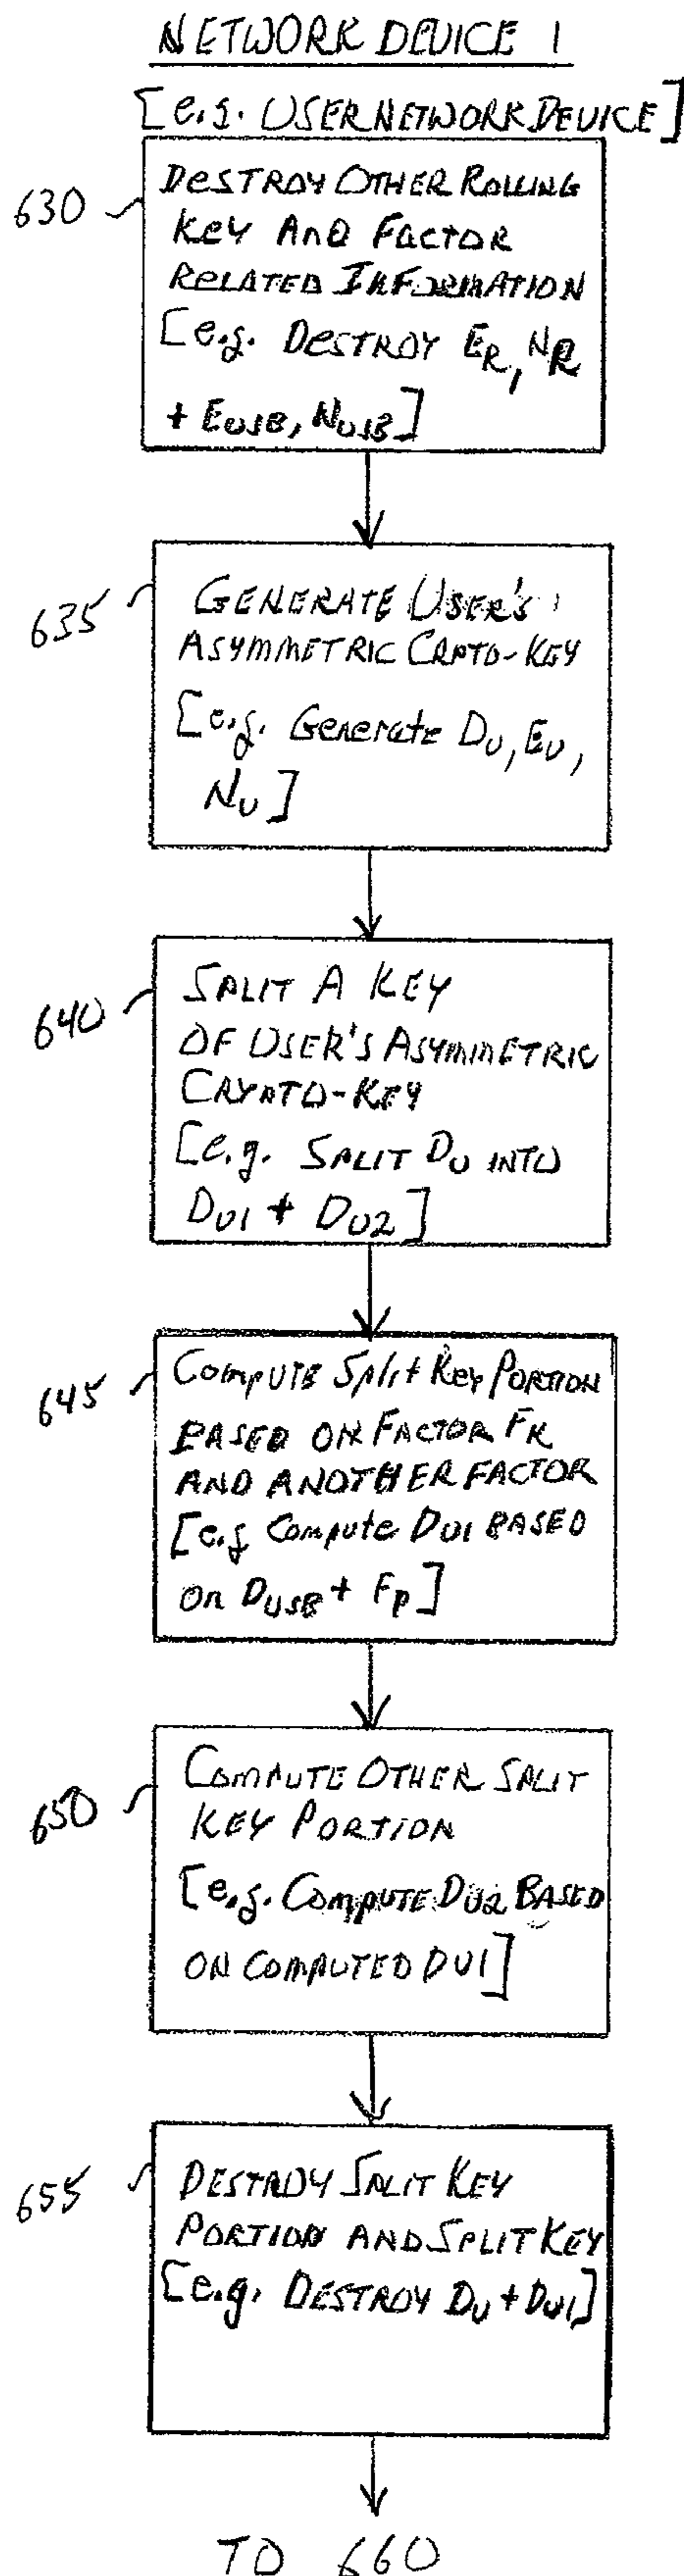 NETWORK DEVICE 1
[e.g. USER NETWORK DEVICE]
630
DESTROY OTHER ROLLING
KEY AND FACTOR
RELATED INFORMATION
[e.g. DESTROY ER, NR
+ EUSB, NUSB]
635
GENERATE USER'S
ASYMMETRIC CRPTO-KEY
[e.g. Generate DU, EU,
NU]
640
SPLIT A KEY
OF USER'S ASYMMETRIC
CRYPTO-KEY
[e.g. SPLIT DU INTO
DU1 + DU2]
645
COMPUTE Split Key PORTION
BASED ON FACTOR FR
AND ANOTHER FACTOR
[e.g Compute DU1 BASED
on DUSB + FP]
650
COMPUTE OTHER SPLIT
KEY PORTION
[e.g. COMPUTE DU2 BASED
ON COMPUTED DU1]
655
DESTROY SPLIT KEY
PORTION AND SPLIT KEY
[e.g. DESTROY DU + DU1]
TO 660